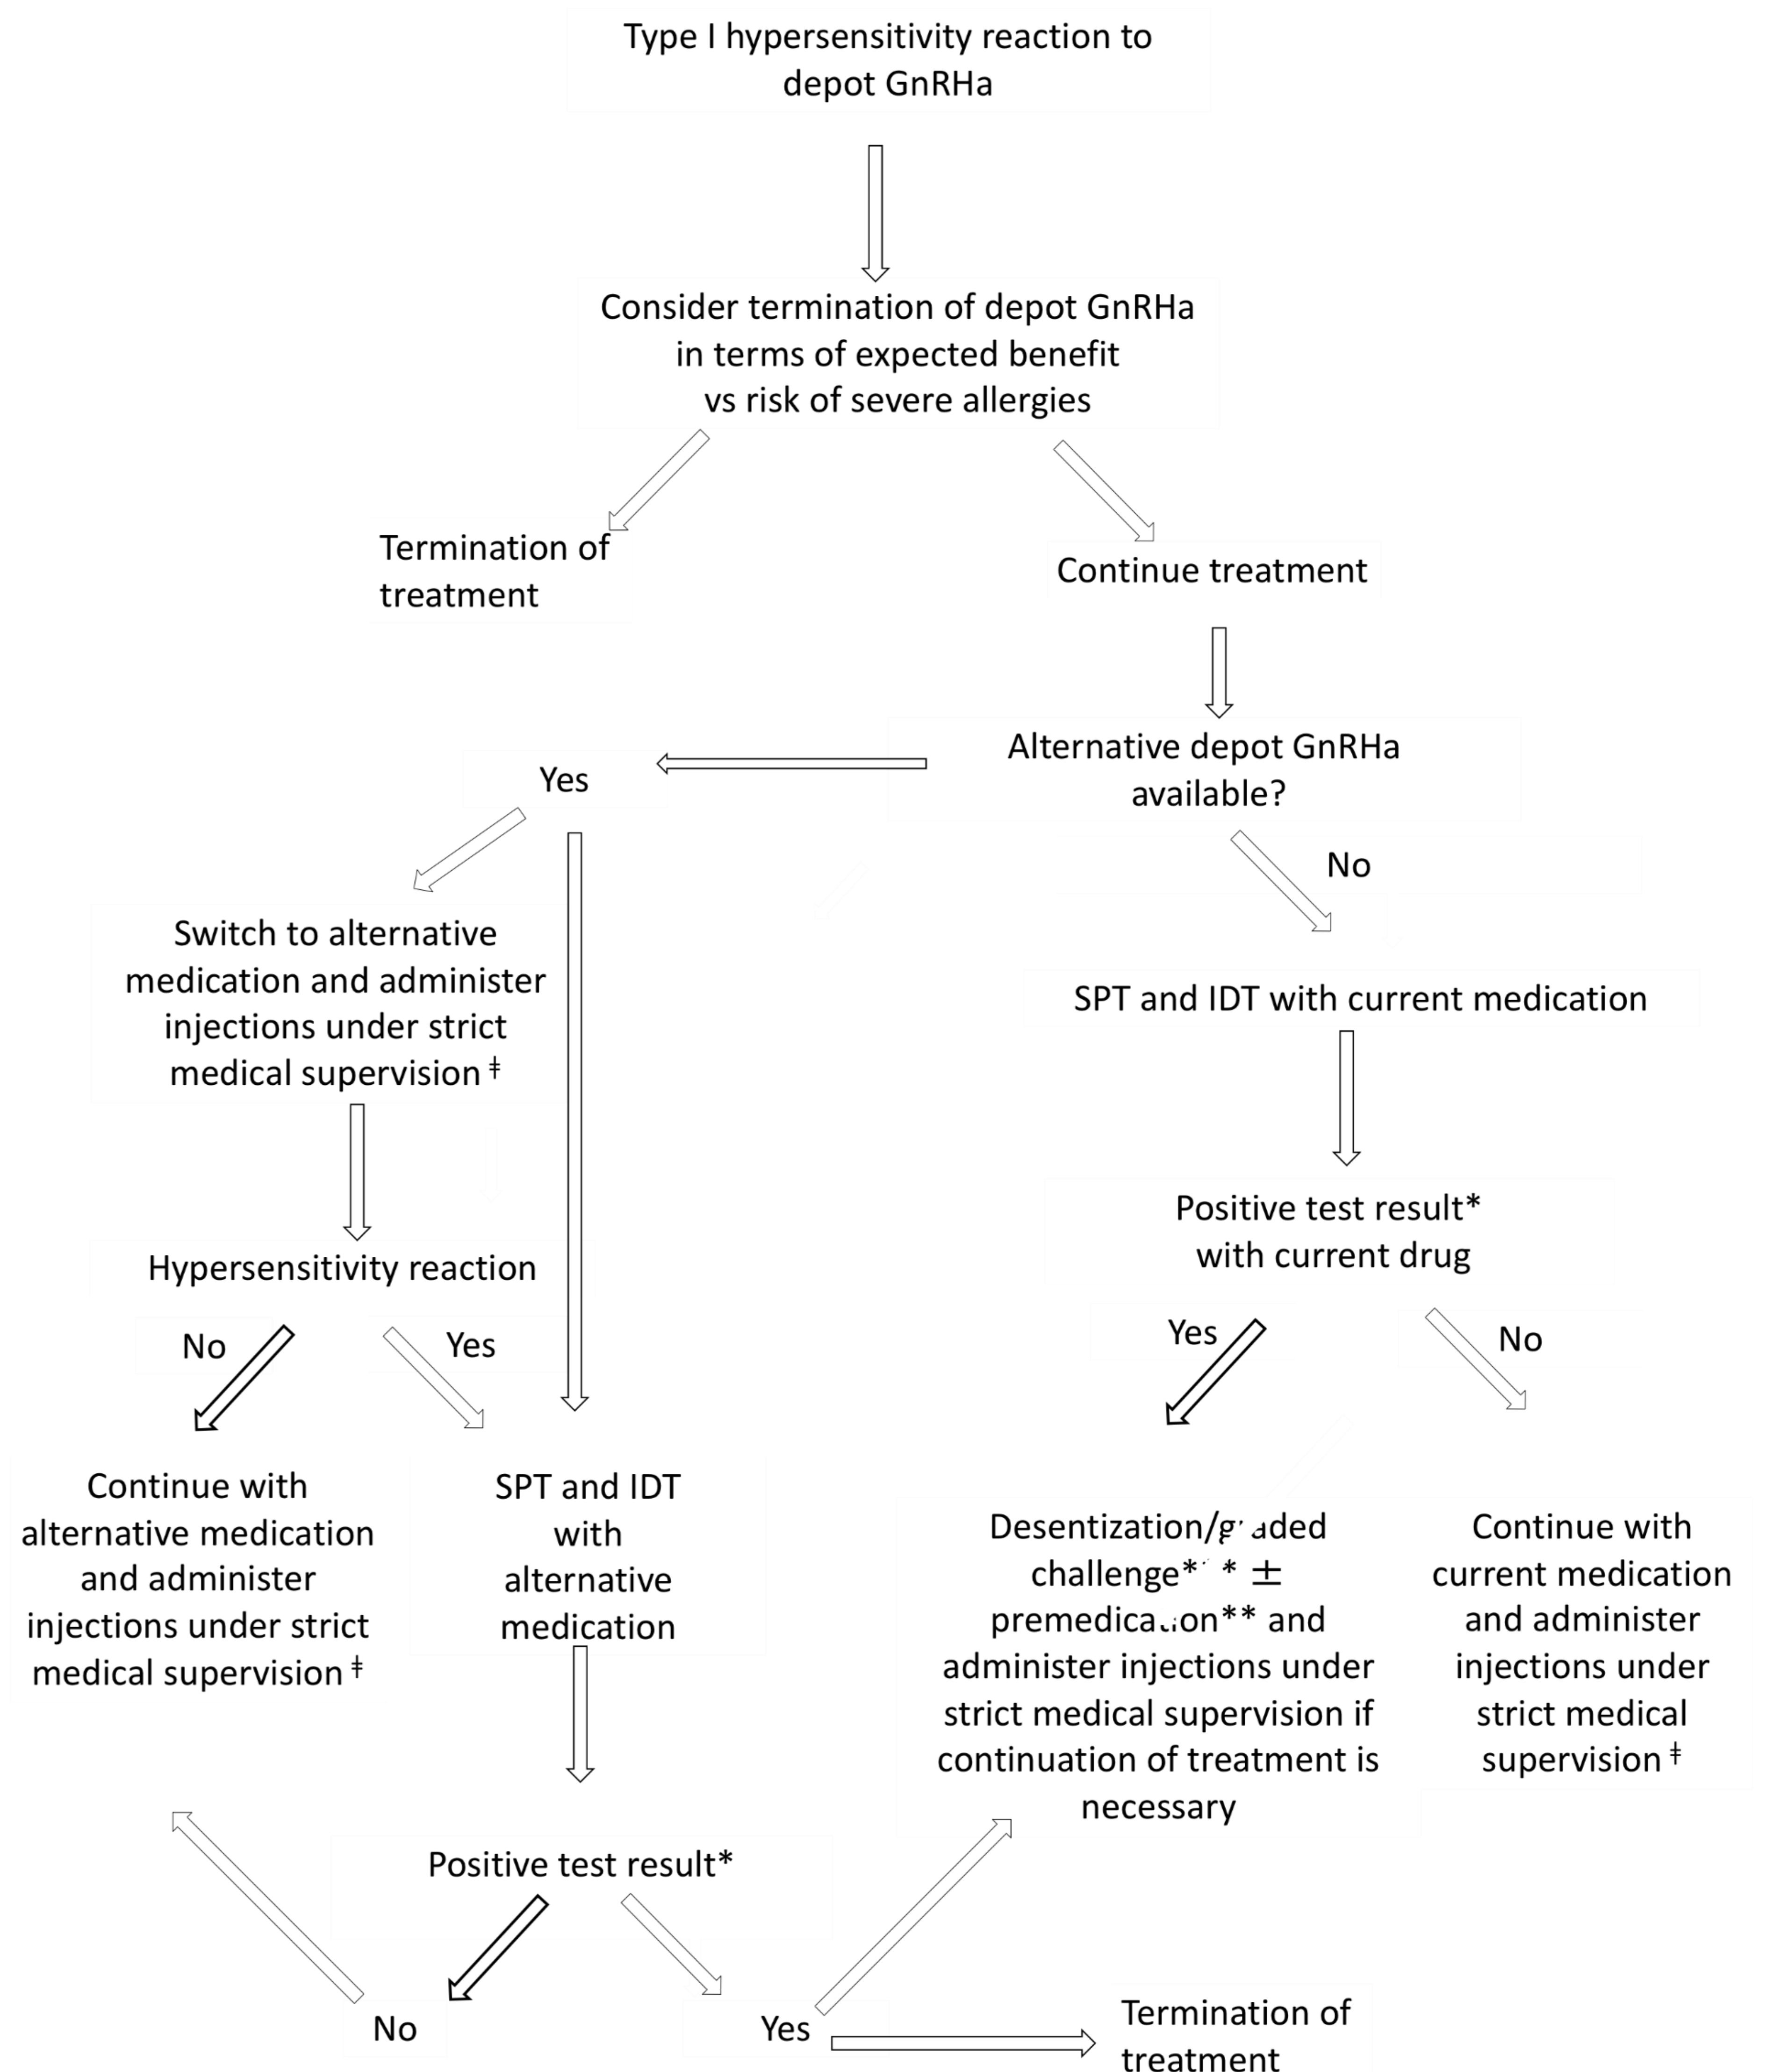 Type I hypersensitivity reaction to
depot GnRHa
Consider termination of depot GnRHa
in terms of expected benefit
vs risk of severe allergies
Termination of
treatment
Continue treatment
Alternative depot GnRHa
available?
Yes
No
Switch to alternative
medication and administer
injections under strict
medical supervision ‡
SPT and IDT with current medication
Hypersensitivity reaction
Positive test result*
with current drug
No
Yes
Yes
No
Continue with
alternative medication
and administer
injections under strict
medical supervision ‡
SPT and IDT
with
alternative
medication
Desentization/
challenge* * ±
** and
administer injections under
strict medical supervision if
continuation of treatment is
necessary
Continue with
current medication
and administer
injections under
strict medical
supervision ‡
Positive test result*
No
Yes
Termination of
treatment